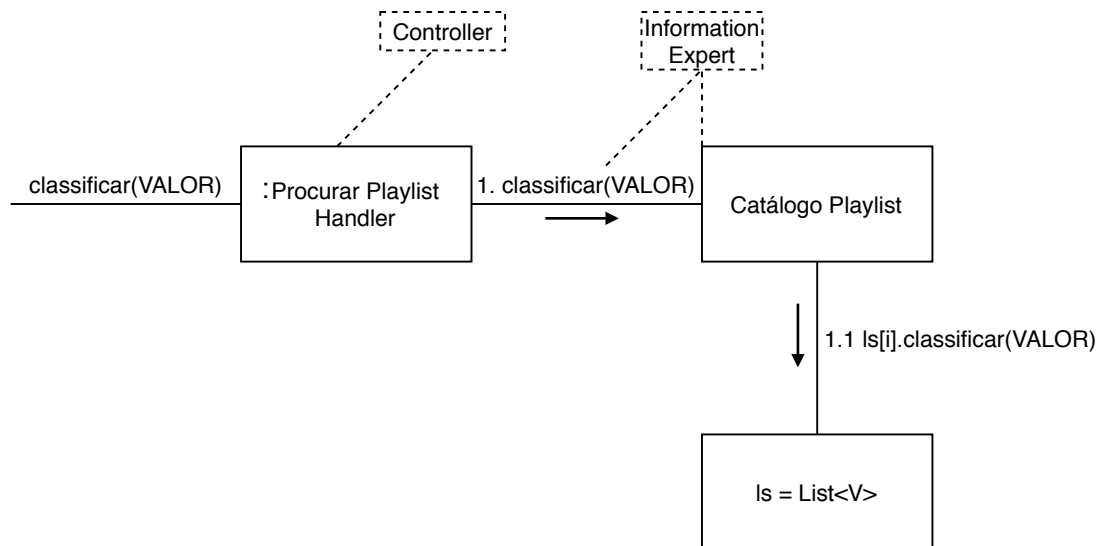 Controller
Information
Expert
classificar(VALOR)
:Procurar Playlist
Handler
1. classificar(VALOR)
Catálogo Playlist
1.1 ls[i].classificar(VALOR)
ls = List<V>